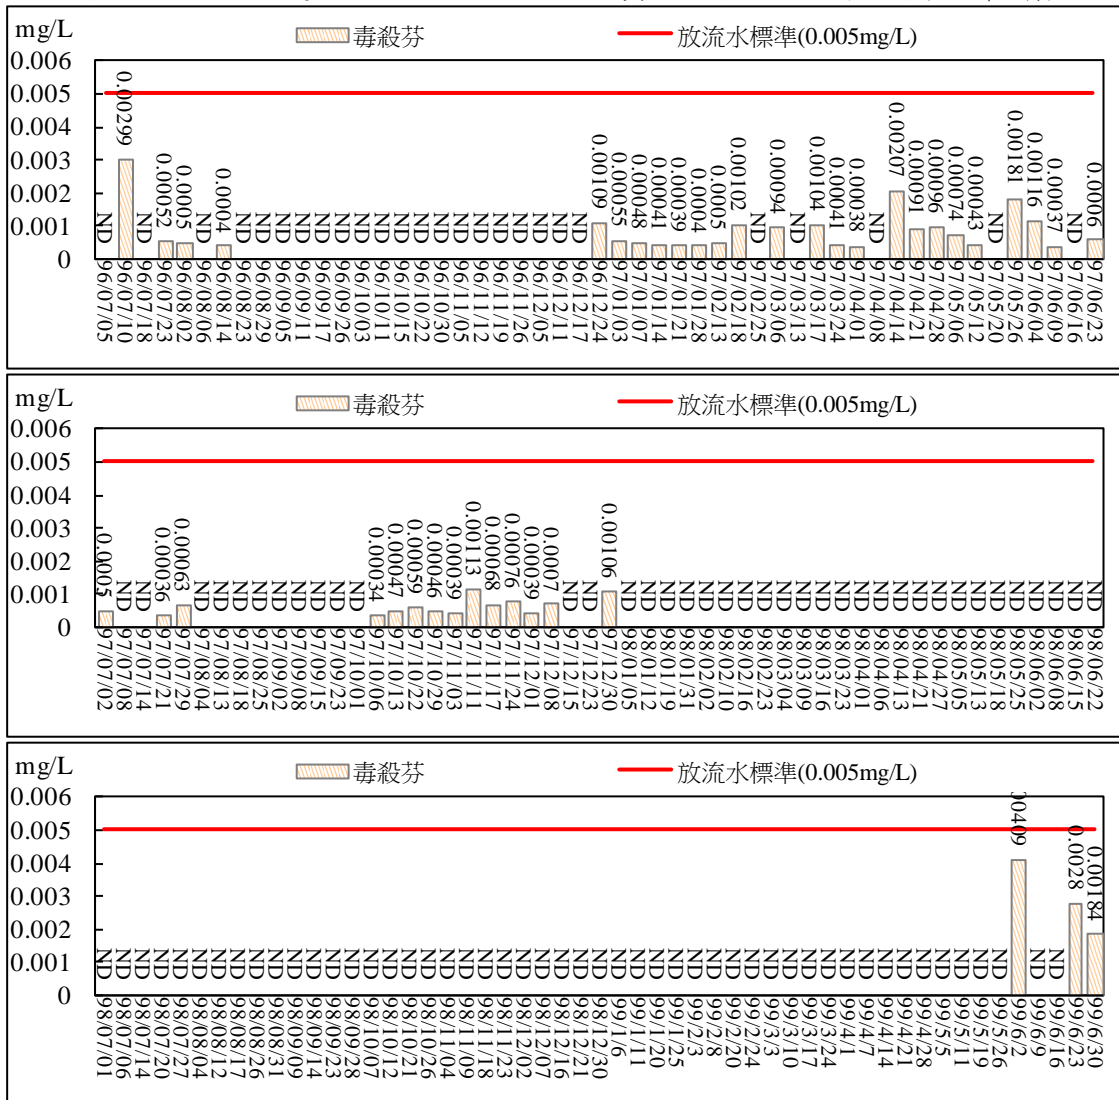 mg/L
毒殺芬
放流水標準(0.005mg/L)
0.006
0.005
0.004
0.003
0.002
0.001
0
ND 0.00299 ND 0.00052 0.0005 ND 0.0004 ND ND ND ND ND ND ND ND ND ND ND ND ND ND ND ND ND ND 0.00109 0.00055 0.00048 0.00041 0.00039 0.0004 0.0005 0.00102 ND 0.00094 ND 0.00104 0.00041 0.00038 ND 0.00207 0.00091 0.00096 0.00074 0.00043 ND 0.00181 0.00116 0.00037 ND 0.0006
96/07/05 96/07/10 96/07/18 96/07/23 96/08/02 96/08/06 96/08/14 96/08/23 96/08/29 96/09/05 96/09/11 96/09/17 96/09/26 96/10/03 96/10/11 96/10/15 96/10/22 96/10/30 96/11/05 96/11/12 96/11/19 96/11/26 96/12/05 96/12/11 96/12/17 96/12/24 97/01/03 97/01/07 97/01/14 97/01/21 97/01/28 97/02/13 97/02/18 97/02/25 97/03/06 97/03/13 97/03/17 97/03/24 97/04/01 97/04/08 97/04/14 97/04/21 97/04/28 97/05/06 97/05/12 97/05/20 97/05/26 97/06/04 97/06/09 97/06/16 97/06/23
mg/L
毒殺芬
放流水標準(0.005mg/L)
0.006
0.005
0.004
0.003
0.002
0.001
0
0.0005 ND ND 0.00036 0.00063 ND ND ND ND ND ND ND ND ND 0.00034 0.00047 0.00059 0.00046 0.00039 0.00113 0.00068 0.00076 0.00039 0.0007 ND ND 0.00106 ND ND ND ND ND ND ND ND ND ND ND ND ND ND ND ND ND ND ND ND ND ND ND ND ND
97/07/02 97/07/08 97/07/14 97/07/21 97/07/29 97/08/04 97/08/13 97/08/18 97/08/25 97/09/02 97/09/08 97/09/15 97/09/23 97/10/01 97/10/06 97/10/13 97/10/22 97/10/29 97/11/03 97/11/11 97/11/17 97/11/24 97/12/01 97/12/08 97/12/15 97/12/23 97/12/30 98/01/05 98/01/12 98/01/19 98/01/31 98/02/02 98/02/10 98/02/16 98/02/23 98/03/04 98/03/09 98/03/16 98/03/23 98/04/01 98/04/06 98/04/13 98/04/21 98/04/27 98/05/05 98/05/13 98/05/18 98/05/25 98/06/02 98/06/08 98/06/15 98/06/22
mg/L
毒殺芬
放流水標準(0.005mg/L)
0.006
0.005
0.004
0.003
0.002
0.001
0
ND ND ND ND ND ND ND ND ND ND ND ND ND ND ND ND ND ND ND ND ND ND ND ND ND ND ND ND ND ND ND ND ND ND ND ND ND ND ND ND ND ND ND ND ND ND ND ND 00409 ND ND 0.0028 0.00184
98/07/01 98/07/06 98/07/14 98/07/20 98/07/27 98/08/04 98/08/12 98/08/17 98/08/26 98/08/31 98/09/09 98/09/14 98/09/23 98/09/28 98/10/07 98/10/12 98/10/21 98/10/26 98/11/04 98/11/09 98/11/18 98/11/23 98/12/02 98/12/07 98/12/16 98/12/21 98/12/30 99/1/6 99/1/11 99/1/20 99/1/25 99/2/3 99/2/8 99/2/20 99/2/24 99/3/3 99/3/10 99/3/17 99/3/24 99/4/1 99/4/7 99/4/14 99/4/21 99/4/28 99/5/5 99/5/11 99/5/19 99/5/26 99/6/2 99/6/9 99/6/16 99/6/23 99/6/30